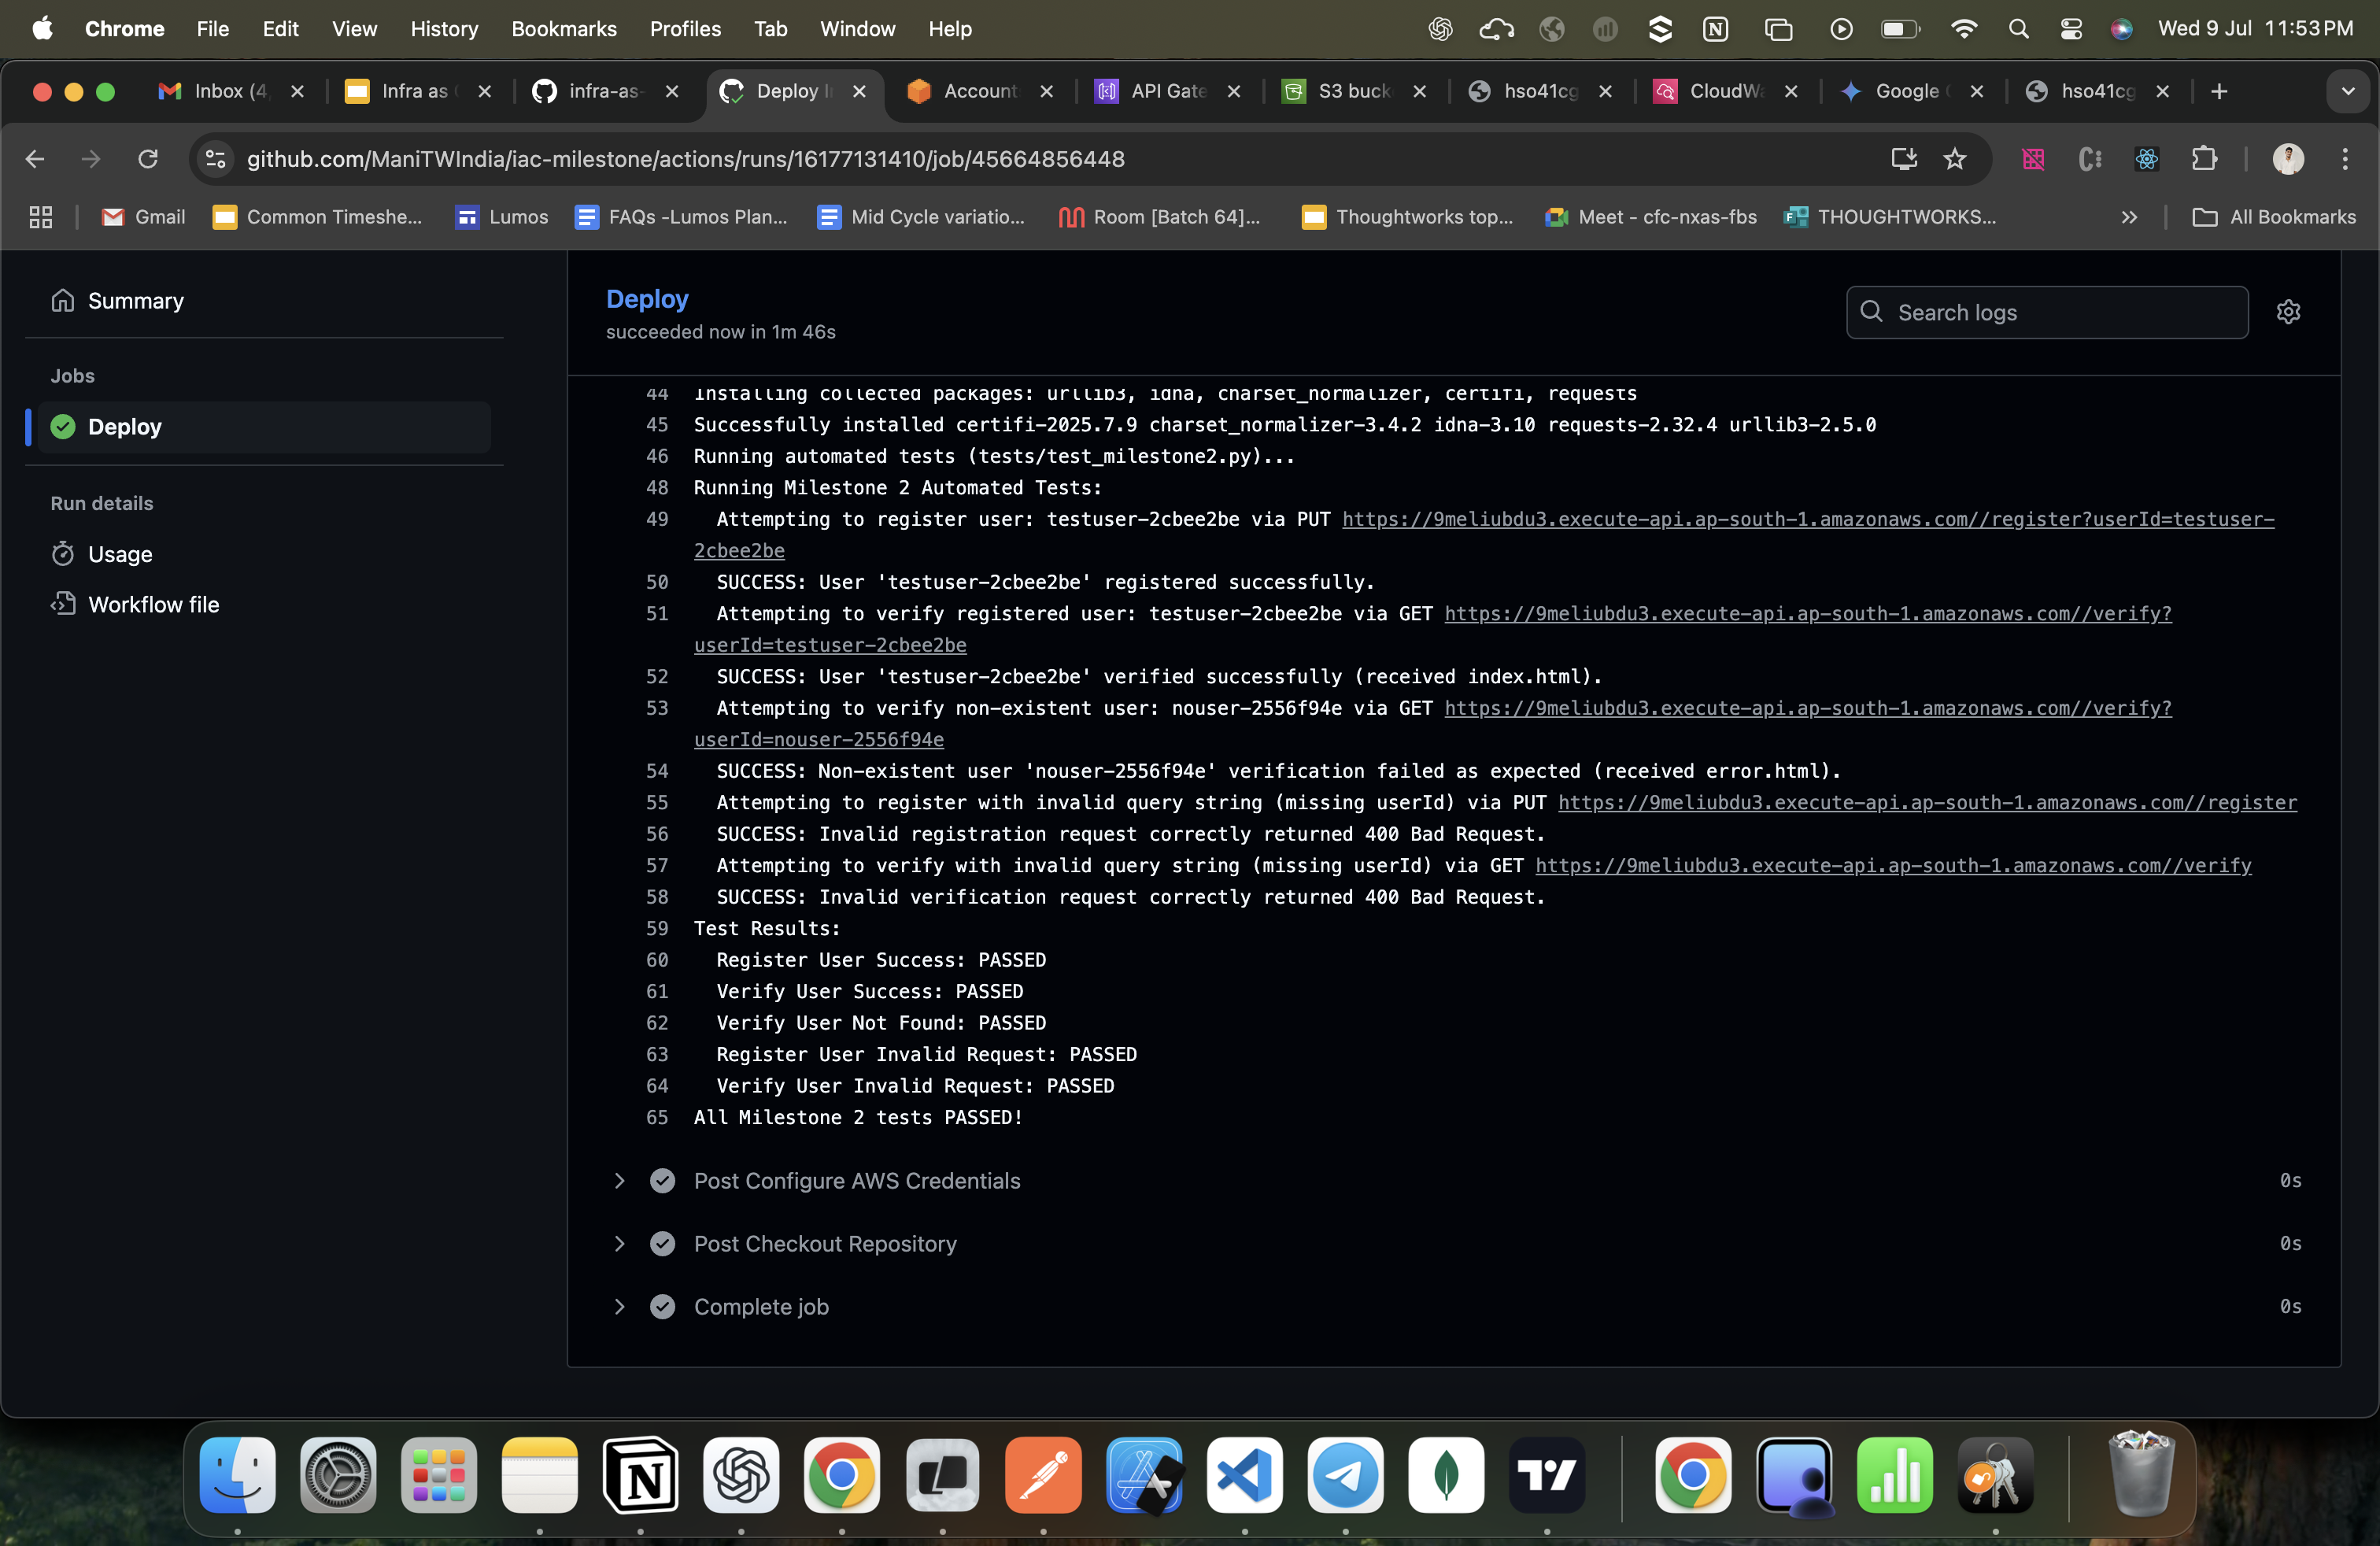 Chrome File Edit View History Bookmarks Profiles Tab Window Help Wed 9 Jul 11:53 PM
Inbox (4, Infra as infra-as- Deploy I Account API Gate S3 buck hso41cg CloudWa Google hso41cg
github.com/ManiTWIndia/iac-milestone/actions/runs/16177131410/job/45664856448
Gmail Common Timeshe... Lumos FAQs -Lumos Plan... Mid Cycle variatio... Room [Batch 64]... Thoughtworks top... Meet - cfc-nxas-fbs THOUGHTWORKS... » All Bookmarks
Summary
Jobs
Deploy
Run details
Usage
Workflow file
Deploy
succeeded now in 1m 46s
Search logs
44 Installing collected packages: urllib3, idna, charset_normalizer, certifi, requests
45 Successfully installed certifi-2025.7.9 charset_normalizer-3.4.2 idna-3.10 requests-2.32.4 urllib3-2.5.0
46 Running automated tests (tests/test_milestone2.py)...
48 Running Milestone 2 Automated Tests:
49 Attempting to register user: testuser-2cbee2be via PUT https://9meliubdu3.execute-api.ap-south-1.amazonaws.com//register?userId=testuser-
2cbee2be
50 SUCCESS: User 'testuser-2cbee2be' registered successfully.
51 Attempting to verify registered user: testuser-2cbee2be via GET https://9meliubdu3.execute-api.ap-south-1.amazonaws.com//verify?
userId=testuser-2cbee2be
52 SUCCESS: User 'testuser-2cbee2be' verified successfully (received index.html).
53 Attempting to verify non-existent user: nouser-2556f94e via GET https://9meliubdu3.execute-api.ap-south-1.amazonaws.com//verify?
userId=nouser-2556f94e
54 SUCCESS: Non-existent user 'nouser-2556f94e' verification failed as expected (received error.html).
55 Attempting to register with invalid query string (missing userId) via PUT https://9meliubdu3.execute-api.ap-south-1.amazonaws.com//register
56 SUCCESS: Invalid registration request correctly returned 400 Bad Request.
57 Attempting to verify with invalid query string (missing userId) via GET https://9meliubdu3.execute-api.ap-south-1.amazonaws.com//verify
58 SUCCESS: Invalid verification request correctly returned 400 Bad Request.
59 Test Results:
60 Register User Success: PASSED
61 Verify User Success: PASSED
62 Verify User Not Found: PASSED
63 Register User Invalid Request: PASSED
64 Verify User Invalid Request: PASSED
65 All Milestone 2 tests PASSED!
Post Configure AWS Credentials 0s
Post Checkout Repository 0s
Complete job 0s